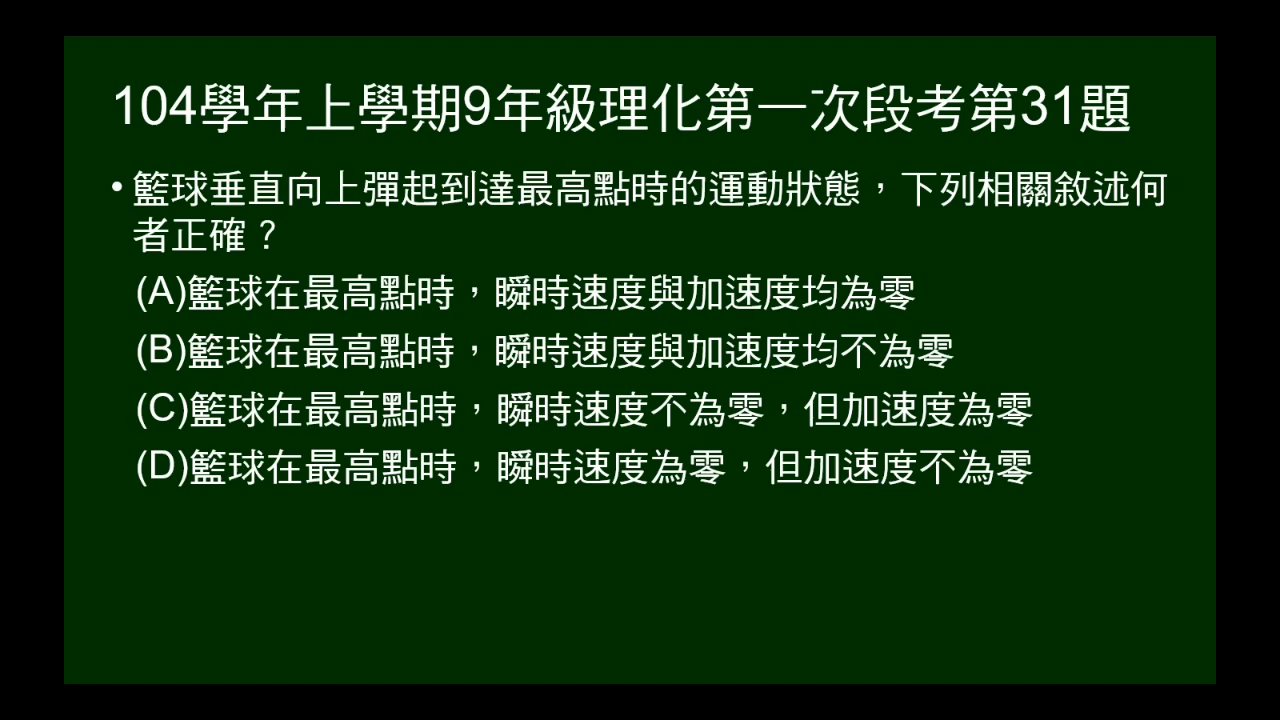 104學年上學期9年級理化第一次段考第31題
•籃球垂直向上彈起到達最高點時的運動狀態，下列相關敘述何
者正確？
(A)籃球在最高點時，瞬時速度與加速度均為零
(B)籃球在最高點時，瞬時速度與加速度均不為零
(C)籃球在最高點時，瞬時速度不為零，但加速度為零
(D)籃球在最高點時，瞬時速度為零，但加速度不為零